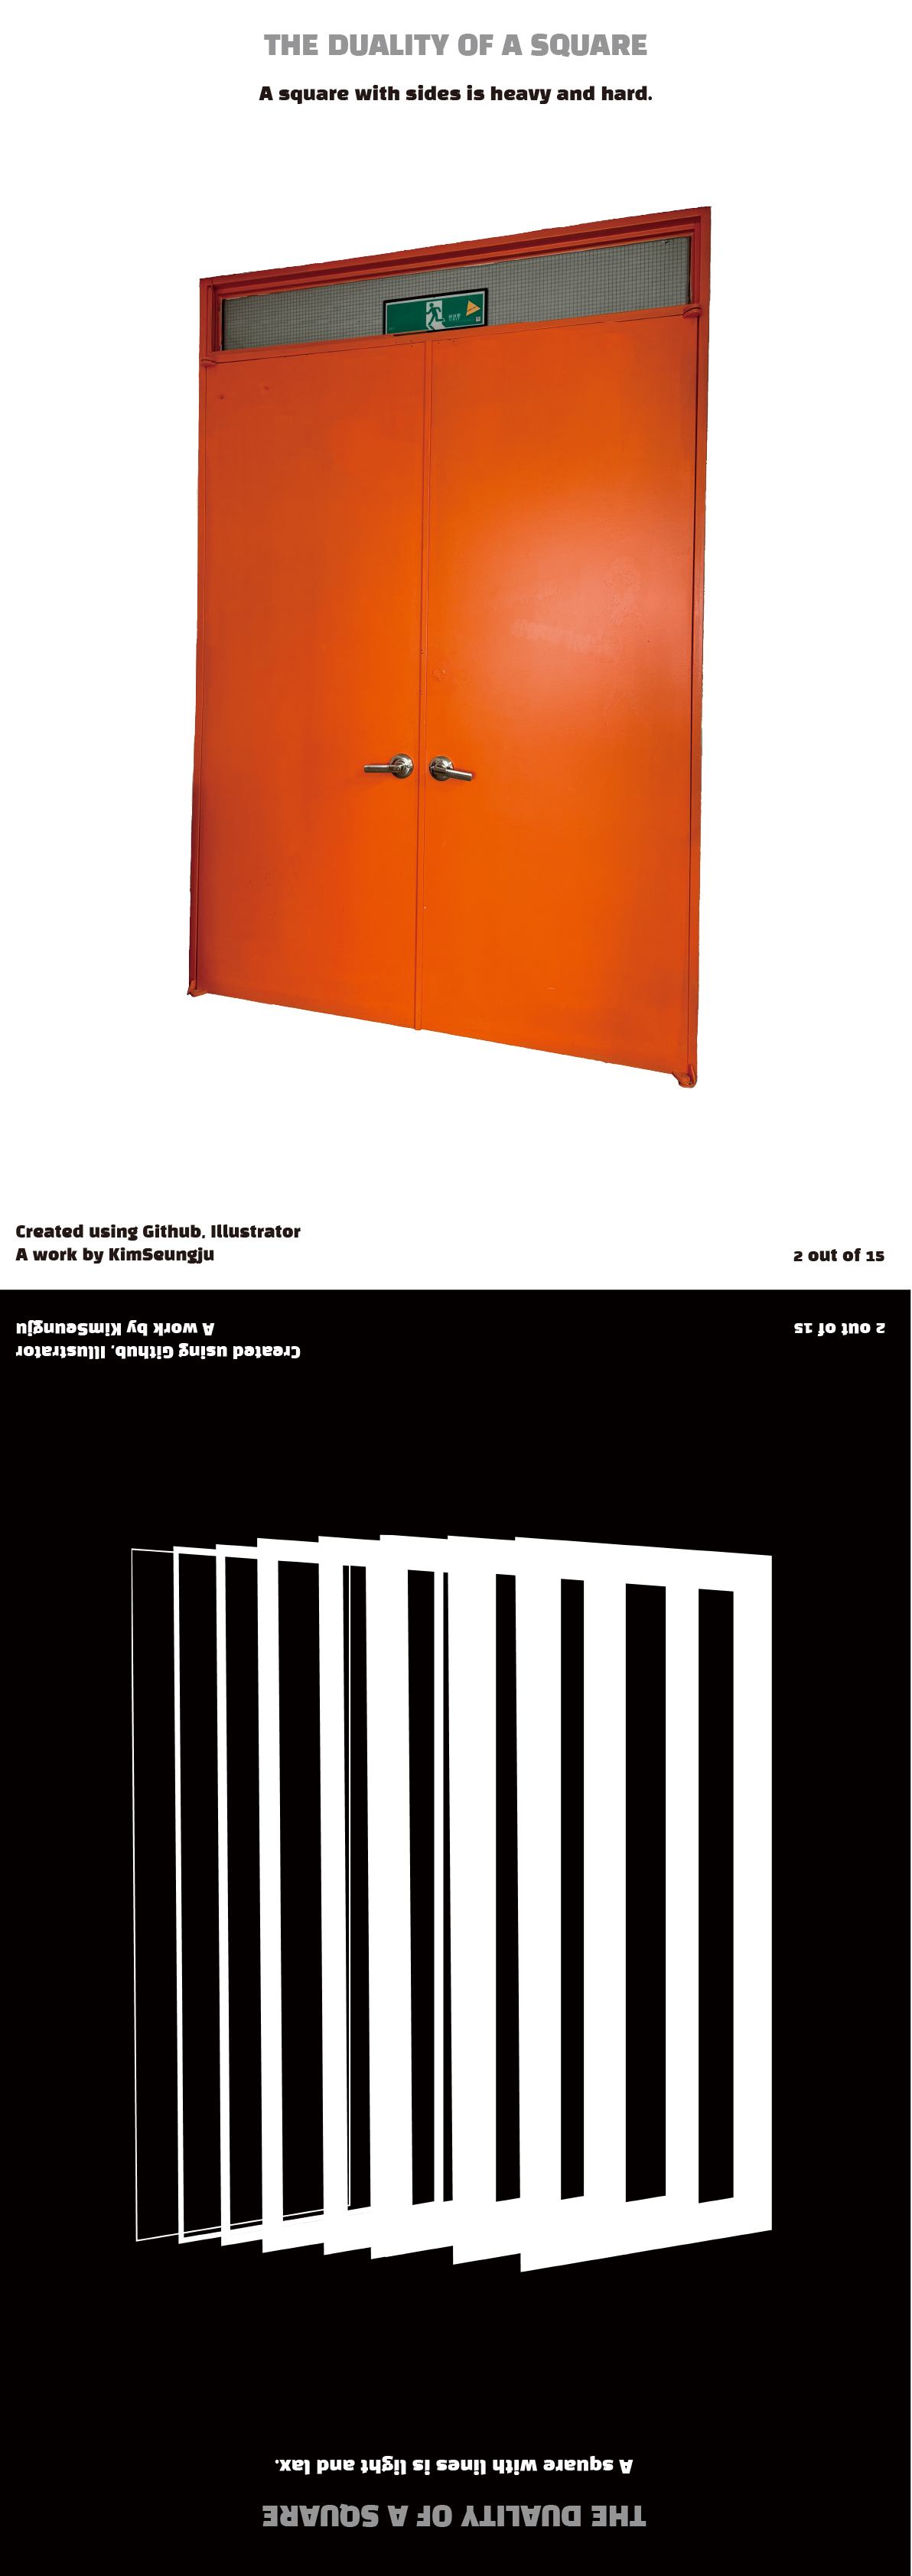 THE DUALITY OF A SQUARE
A square with sides is heavy and hard.
Created using Github, Illustrator
A work by KimSeungju
2 out of 15
A work by KimSeungju
2 out of 15
Created using Github, Illustrator
A square with lines is light and lax.
THE DUALITY OF A SQUARE